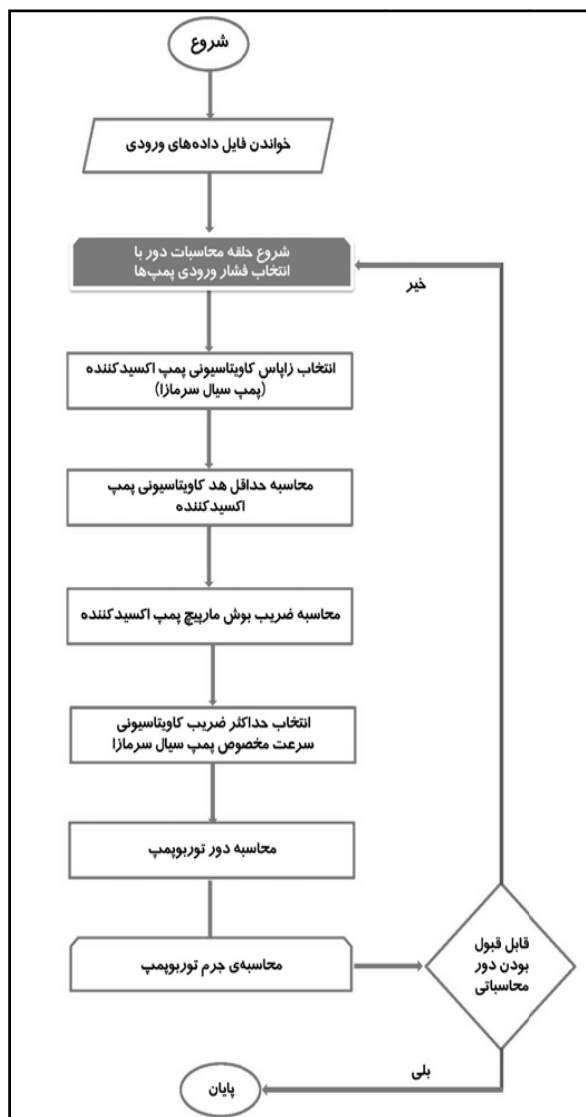 شروع
خواندن فایل داده‌های ورودی
شروع حلقه محاسبات دور با
انتخاب فشار ورودی پمپ‌ها
خیر
انتخاب زاپاس کاویتاسیونی پمپ اکسیدکننده
(پمپ سیال سرمازا)
محاسبه حداقل هد کاویتاسیونی پمپ
اکسیدکننده
محاسبه ضریب بوش مارپیچ پمپ اکسیدکننده
انتخاب حداکثر ضریب کاویتاسیونی
سرعت مخصوص پمپ سیال سرمازا
محاسبه دور توربوپمپ
محاسبه‌ی جرم توربوپمپ
قابل قبول
بودن دور
محاسباتی
بلی
پایان